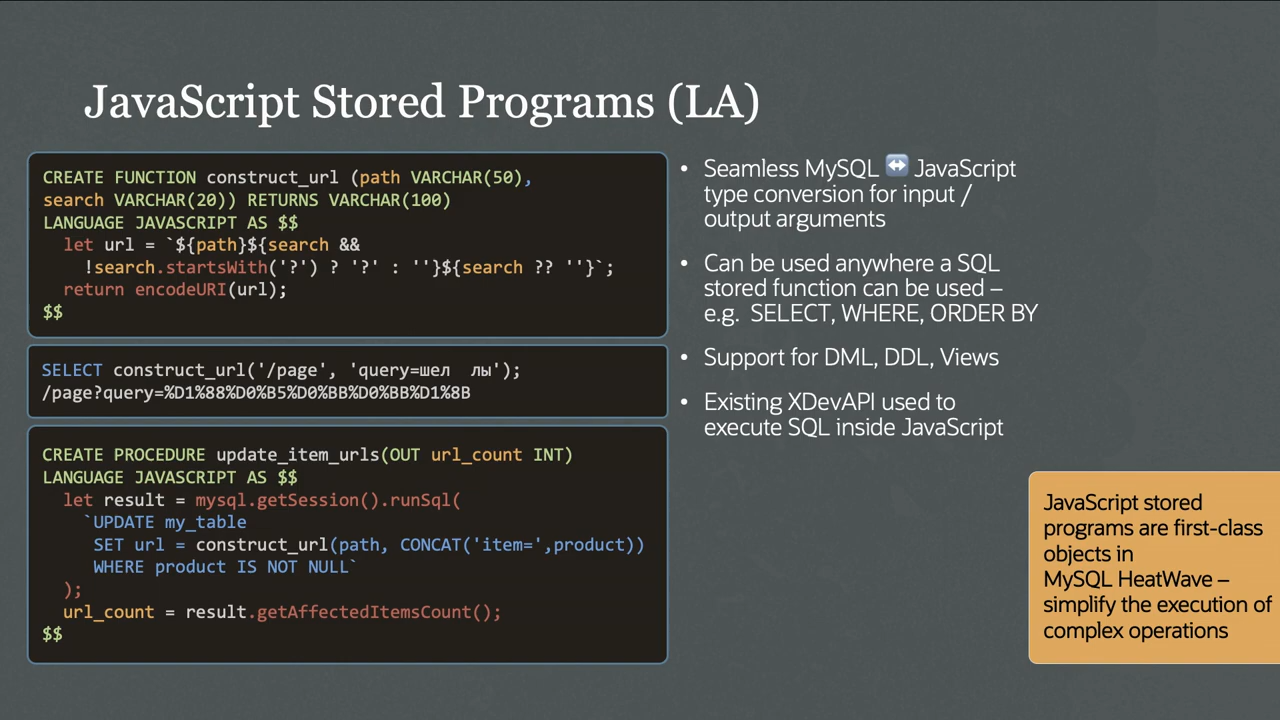 JavaScript Stored Programs (LA)
CREATE FUNCTION construct_url (path VARCHAR(50),
search VARCHAR(20)) RETURNS VARCHAR(100)
LANGUAGE JAVASCRIPT AS $$
let url = `${path}${search &&
!search.startsWith('?') ? '?' : ''}${search ?? ''}`;
return encodeURI(url);
$$
SELECT construct_url('/page', 'query=шел  лы');
/page?query=%D1%88%D0%B5%D0%BB%D0%BB%D1%8B
CREATE PROCEDURE update_item_urls(OUT url_count INT)
LANGUAGE JAVASCRIPT AS $$
let result = mysql.getSession().runSql(
`UPDATE my_table
SET url = construct_url(path, CONCAT('item=',product))
WHERE product IS NOT NULL`
);
url_count = result.getAffectedItemsCount();
$$
• Seamless MySQL ↔ JavaScript
type conversion for input /
output arguments
• Can be used anywhere a SQL
stored function can be used –
e.g. SELECT, WHERE, ORDER BY
• Support for DML, DDL, Views
• Existing XDevAPI used to
execute SQL inside JavaScript
JavaScript stored
programs are first-class
objects in
MySQL HeatWave –
simplify the execution of
complex operations